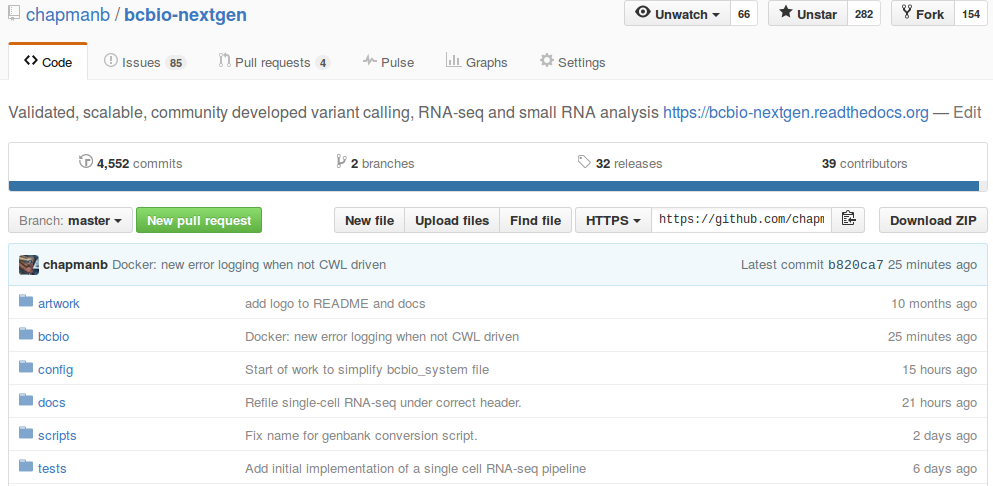 chapmanb / bcbio-nextgen Unwatch 66 Unstar 282 Fork 154
Code Issues 85 Pull requests 4 Pulse Graphs Settings
Validated, scalable, community developed variant calling, RNA-seq and small RNA analysis https://bcbio-nextgen.readthedocs.org — Edit
4,552 commits 2 branches 32 releases 39 contributors
Branch: master New pull request New file Upload files Find file HTTPS https://github.com/chapm Download ZIP
chapmanb Docker: new error logging when not CWL driven Latest commit b820ca7 25 minutes ago
artwork add logo to README and docs 10 months ago
bcbio Docker: new error logging when not CWL driven 25 minutes ago
config Start of work to simplify bcbio_system file 15 hours ago
docs Refile single-cell RNA-seq under correct header. 21 hours ago
scripts Fix name for genbank conversion script. 2 days ago
tests Add initial implementation of a single cell RNA-seq pipeline 6 days ago